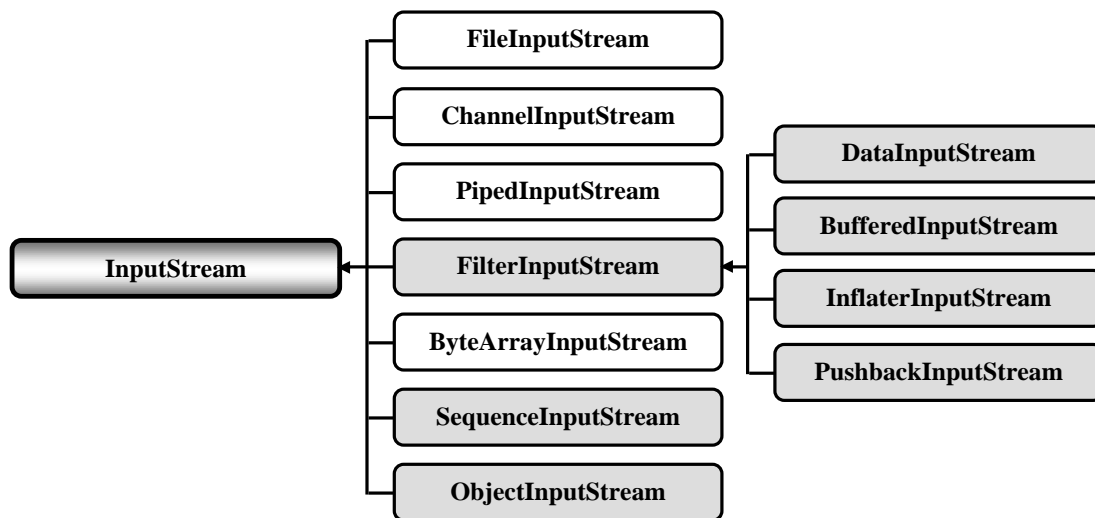 InputStream
FileInputStream
ChannelInputStream
PipedInputStream
FilterInputStream
ByteArrayInputStream
SequenceInputStream
ObjectInputStream
DataInputStream
BufferedInputStream
InflaterInputStream
PushbackInputStream